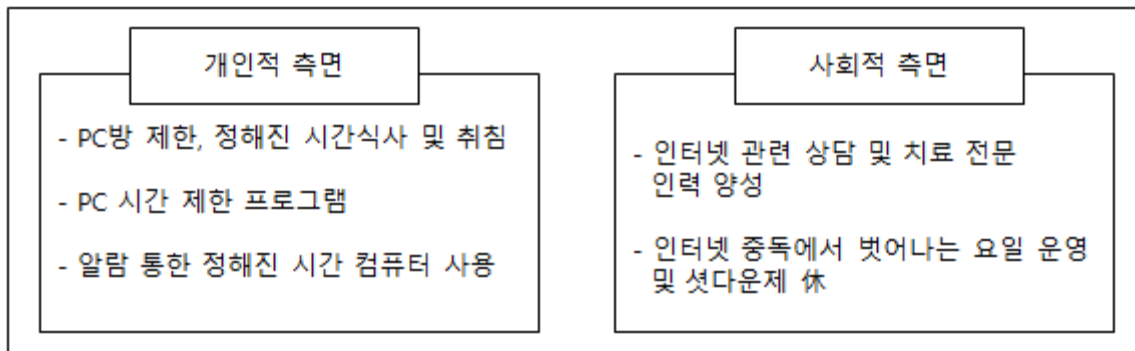 개인적 측면
- PC방 제한, 정해진 시간식사 및 취침
- PC 시간 제한 프로그램
- 알람 통한 정해진 시간 컴퓨터 사용
사회적 측면
- 인터넷 관련 상담 및 치료 전문
인력 양성
- 인터넷 중독에서 벗어나는 요일 운영
및 셧다운제 休